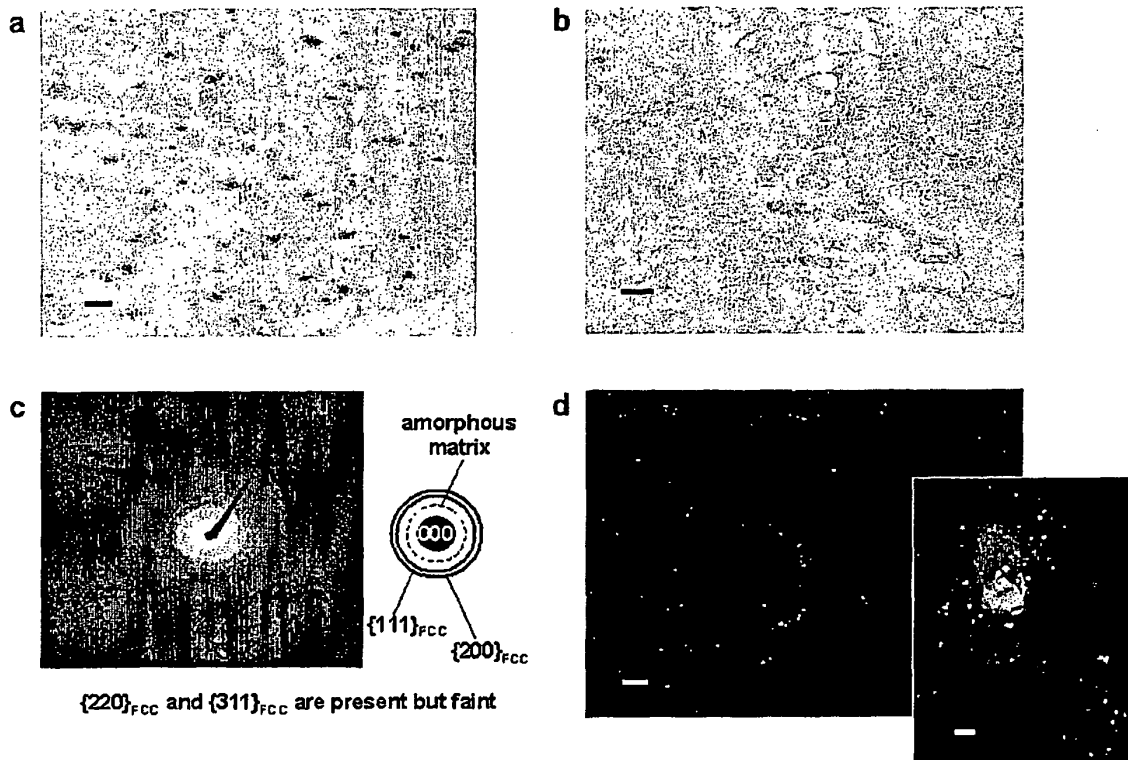 a
b
c
amorphous
matrix
000
{111}FCC
{200}FCC
{220}FCC and {311}FCC are present but faint
d